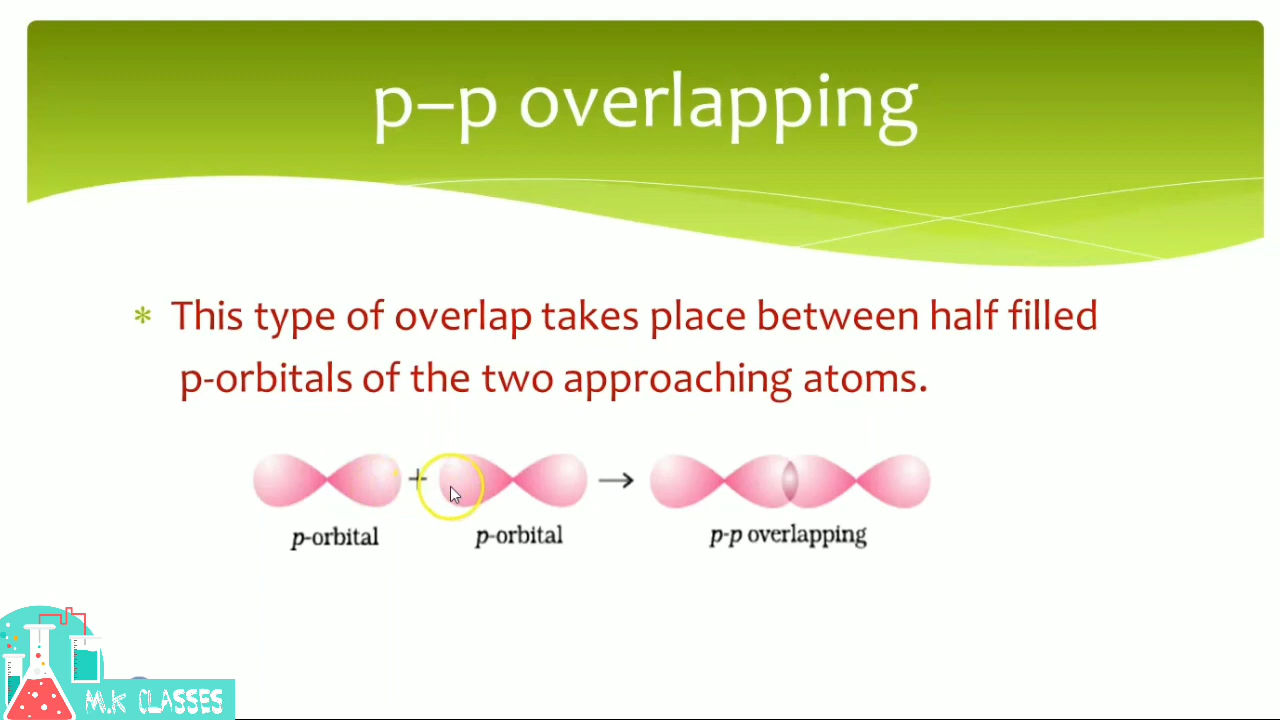 p–p overlapping
* This type of overlap takes place between half filled
p-orbitals of the two approaching atoms.
+ →
p-orbital p-orbital p-p overlapping
M.K CLASSES